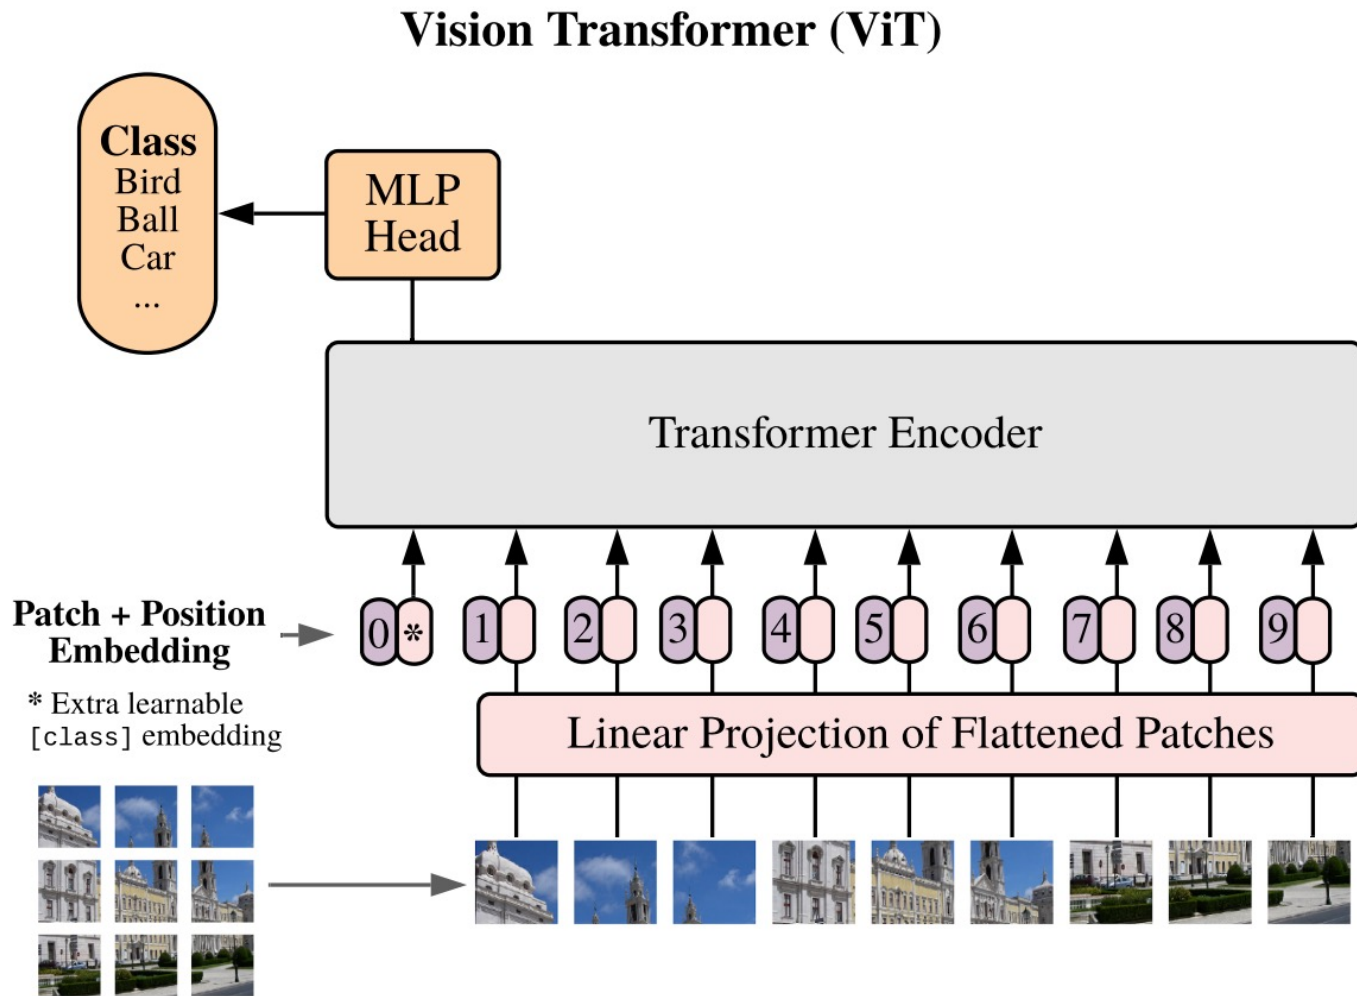 Vision Transformer (ViT)
Class
Bird
Ball
Car
...
MLP
Head
Transformer Encoder
Patch + Position
Embedding
0 * 1 2 3 4 5 6 7 8 9
* Extra learnable
[class] embedding
Linear Projection of Flattened Patches